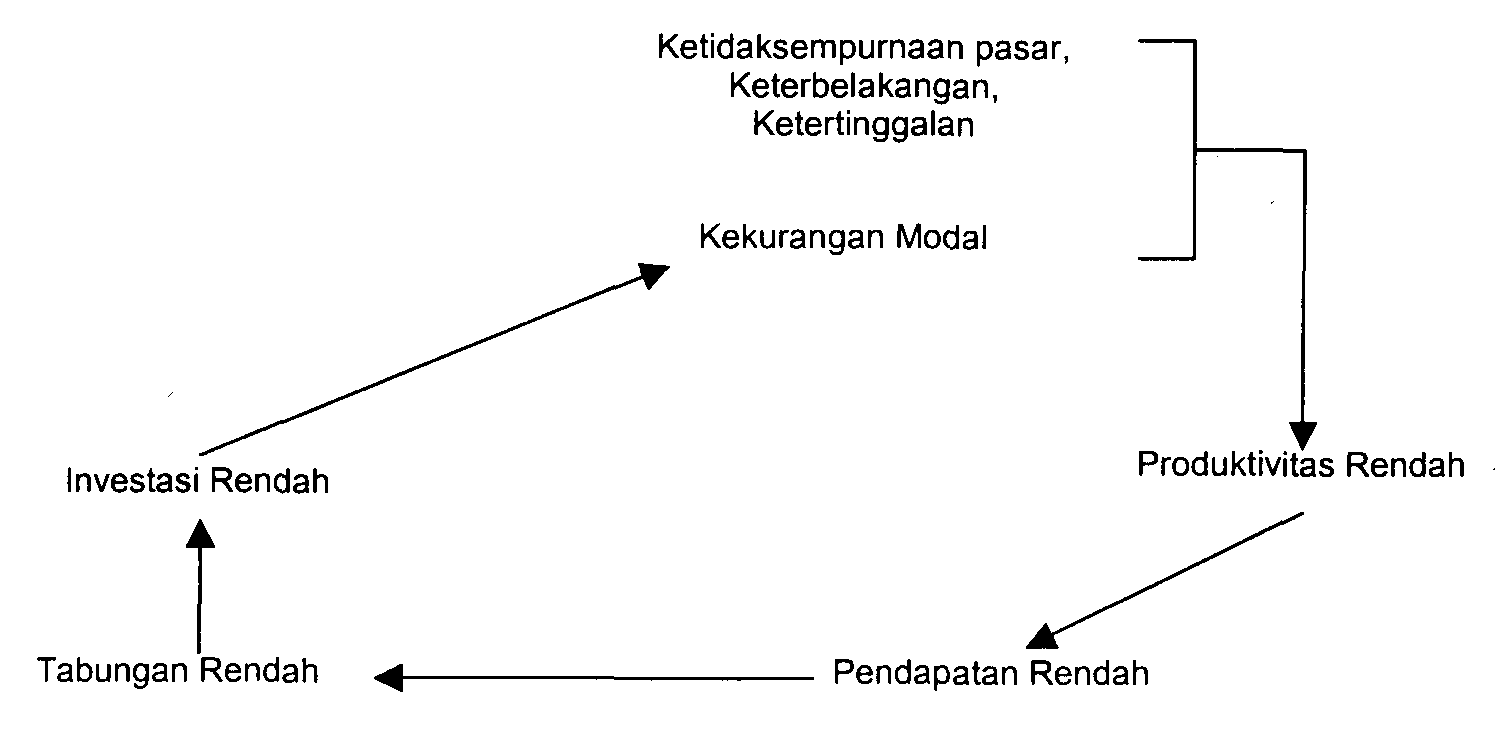 Ketidaksempurnaan pasar,
Keterbelakangan,
Ketertinggalan
Kekurangan Modal
Investasi Rendah
Produktivitas Rendah
Tabungan Rendah
Pendapatan Rendah